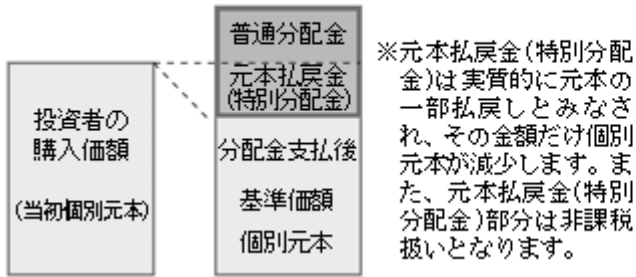 投資者の
購入価額
(当初個別元本)
普通分配金
元本払戻金
(特別分配金)
分配金支払後
基準価額
個別元本
※元本払戻金(特別分配
金)は実質的に元本の
一部払戻しとみなさ
れ、その金額だけ個別
元本が減少します。ま
た、元本払戻金(特別
分配金)部分は非課税
扱いとなります。